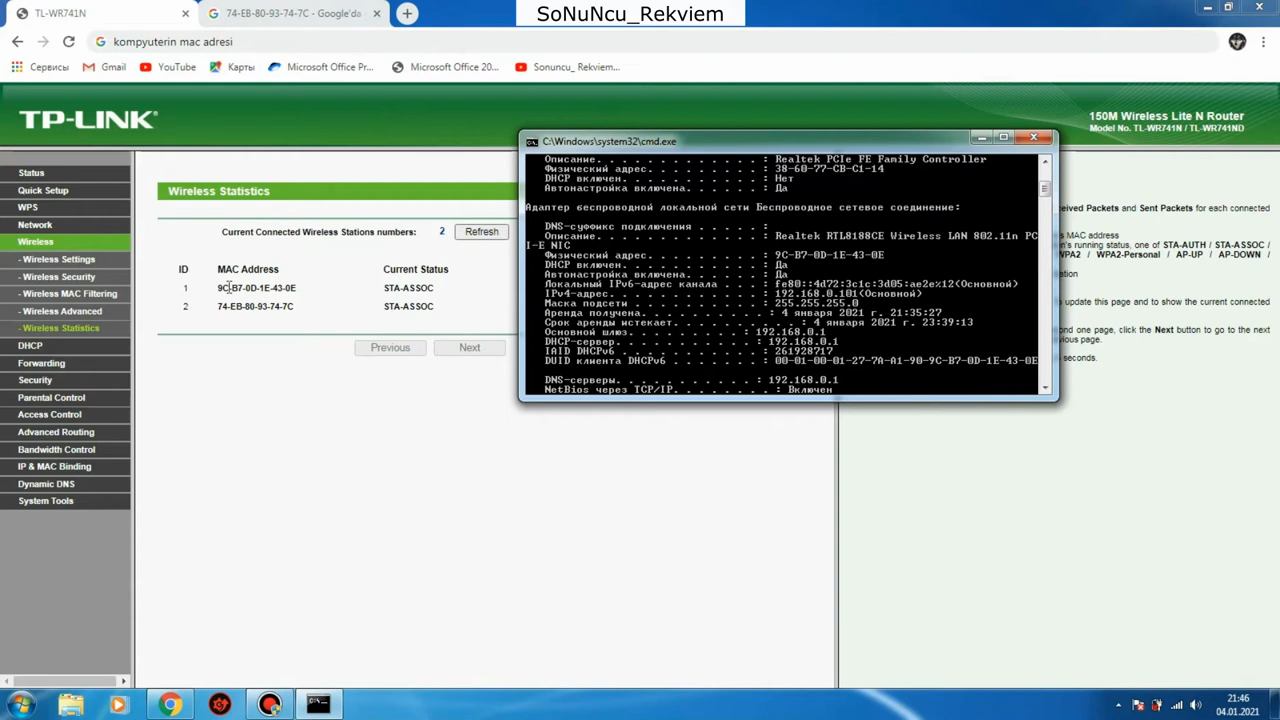 TL-WR741N
74-EB-80-93-74-7C - Google'da
SoNuNcu_Rekviem
kompyuterin mac adresi
Сервисы
Gmail
YouTube
Карты
Microsoft Office Pr...
Microsoft Office 20...
Sonuncu_ Rekviem...
TP-LINK
150M Wireless Lite N Router
Model No. TL-WR741N / TL-WR741ND
Status
Quick Setup
WPS
Network
Wireless
- Wireless Settings
- Wireless Security
- Wireless MAC Filtering
- Wireless Advanced
- Wireless Statistics
DHCP
Forwarding
Security
Parental Control
Access Control
Advanced Routing
Bandwidth Control
IP & MAC Binding
Dynamic DNS
System Tools
Wireless Statistics
Current Connected Wireless Stations numbers: 2 Refresh
ID MAC Address Current Status
1 9C-B7-0D-1E-43-0E STA-ASSOC
2 74-EB-80-93-74-7C STA-ASSOC
Previous Next
C:\Windows\system32\cmd.exe
Описание. . . . . . . . . . . . . : Realtek PCIe FE Family Controller
Физический адрес. . . . . . . . . : 38-60-77-CB-C1-14
DHCP включен. . . . . . . . . . . : Нет
Автонастройка включена. . . . . . : Да
Адаптер беспроводной локальной сети Беспроводное сетевое соединение:
DNS-суффикс подключения . . . . . :
Описание. . . . . . . . . . . . . : Realtek RTL8188CE Wireless LAN 802.11n PC
I-E NIC
Физический адрес. . . . . . . . . : 9C-B7-0D-1E-43-0E
DHCP включен. . . . . . . . . . . : Да
Автонастройка включена. . . . . . : Да
Локальный IPv6-адрес канала . . . : fe80::4d72:3c1c:3d05:ae2e%12(Основной)
IPv4-адрес. . . . . . . . . . . . : 192.168.0.101(Основной)
Маска подсети . . . . . . . . . . : 255.255.255.0
Аренда получена. . . . . . . . . . : 4 января 2021 г. 21:35:27
Срок аренды истекает. . . . . . . . . . : 4 января 2021 г. 23:39:13
Основной шлюз. . . . . . . . . : 192.168.0.1
DHCP-сервер. . . . . . . . . . . : 192.168.0.1
IAID DHCPv6 . . . . . . . . . . . : 261928717
DUID клиента DHCPv6 . . . . . . . : 00-01-00-01-27-7A-A1-90-9C-B7-0D-1E-43-0E
DNS-серверы. . . . . . . . . . . : 192.168.0.1
NetBios через TCP/IP. . . . . . . . : Включен
ceived Packets and Sent Packets for each connected
s MAC address
n's running status, one of STA-AUTH / STA-ASSOC /
WPA2 / WPA2-Personal / AP-UP / AP-DOWN /
entication
o update this page and to show the current connected
nd one page, click the Next button to go to the next
evious page.
seconds.
21:46
04.01.2021